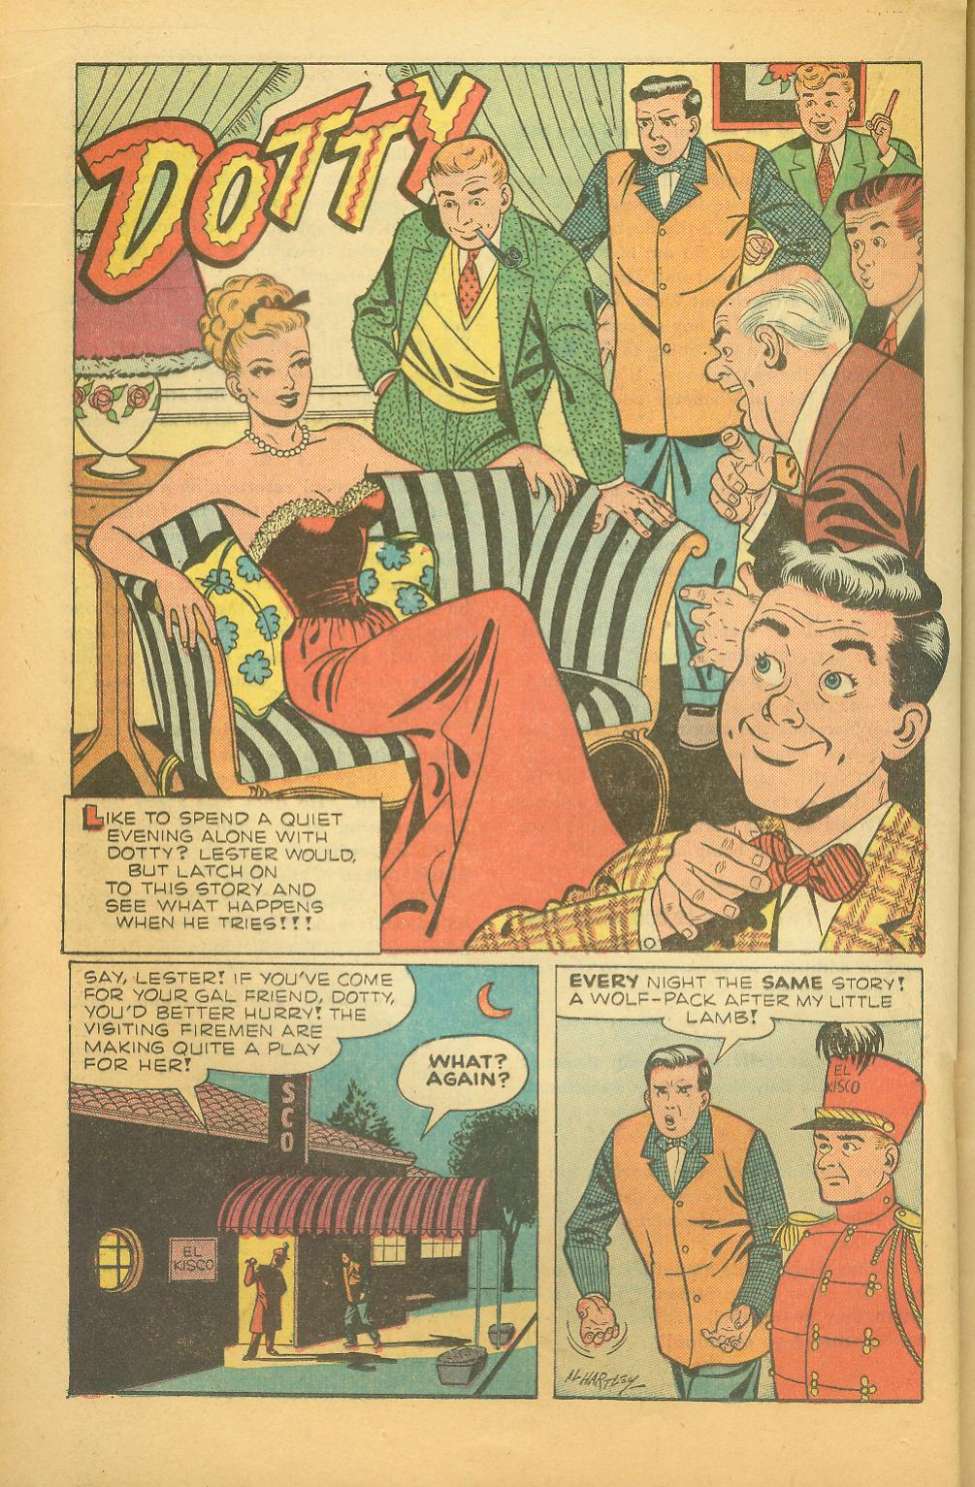 DOTTY
LIKE TO SPEND A QUIET
EVENING ALONE WITH
DOTTY? LESTER WOULD,
BUT LATCH ON
TO THIS STORY AND
SEE WHAT HAPPENS
WHEN HE TRIES!!!
SAY, LESTER! IF YOU'VE COME
FOR YOUR GAL FRIEND, DOTTY,
YOU'D BETTER HURRY! THE
VISITING FIREMEN ARE
MAKING QUITE A PLAY
FOR HER!
WHAT?
AGAIN?
SCO
EL
KISCO
EVERY NIGHT THE SAME STORY!
A WOLF-PACK AFTER MY LITTLE
LAMB!
EL
KISCO
AL HARTLEY